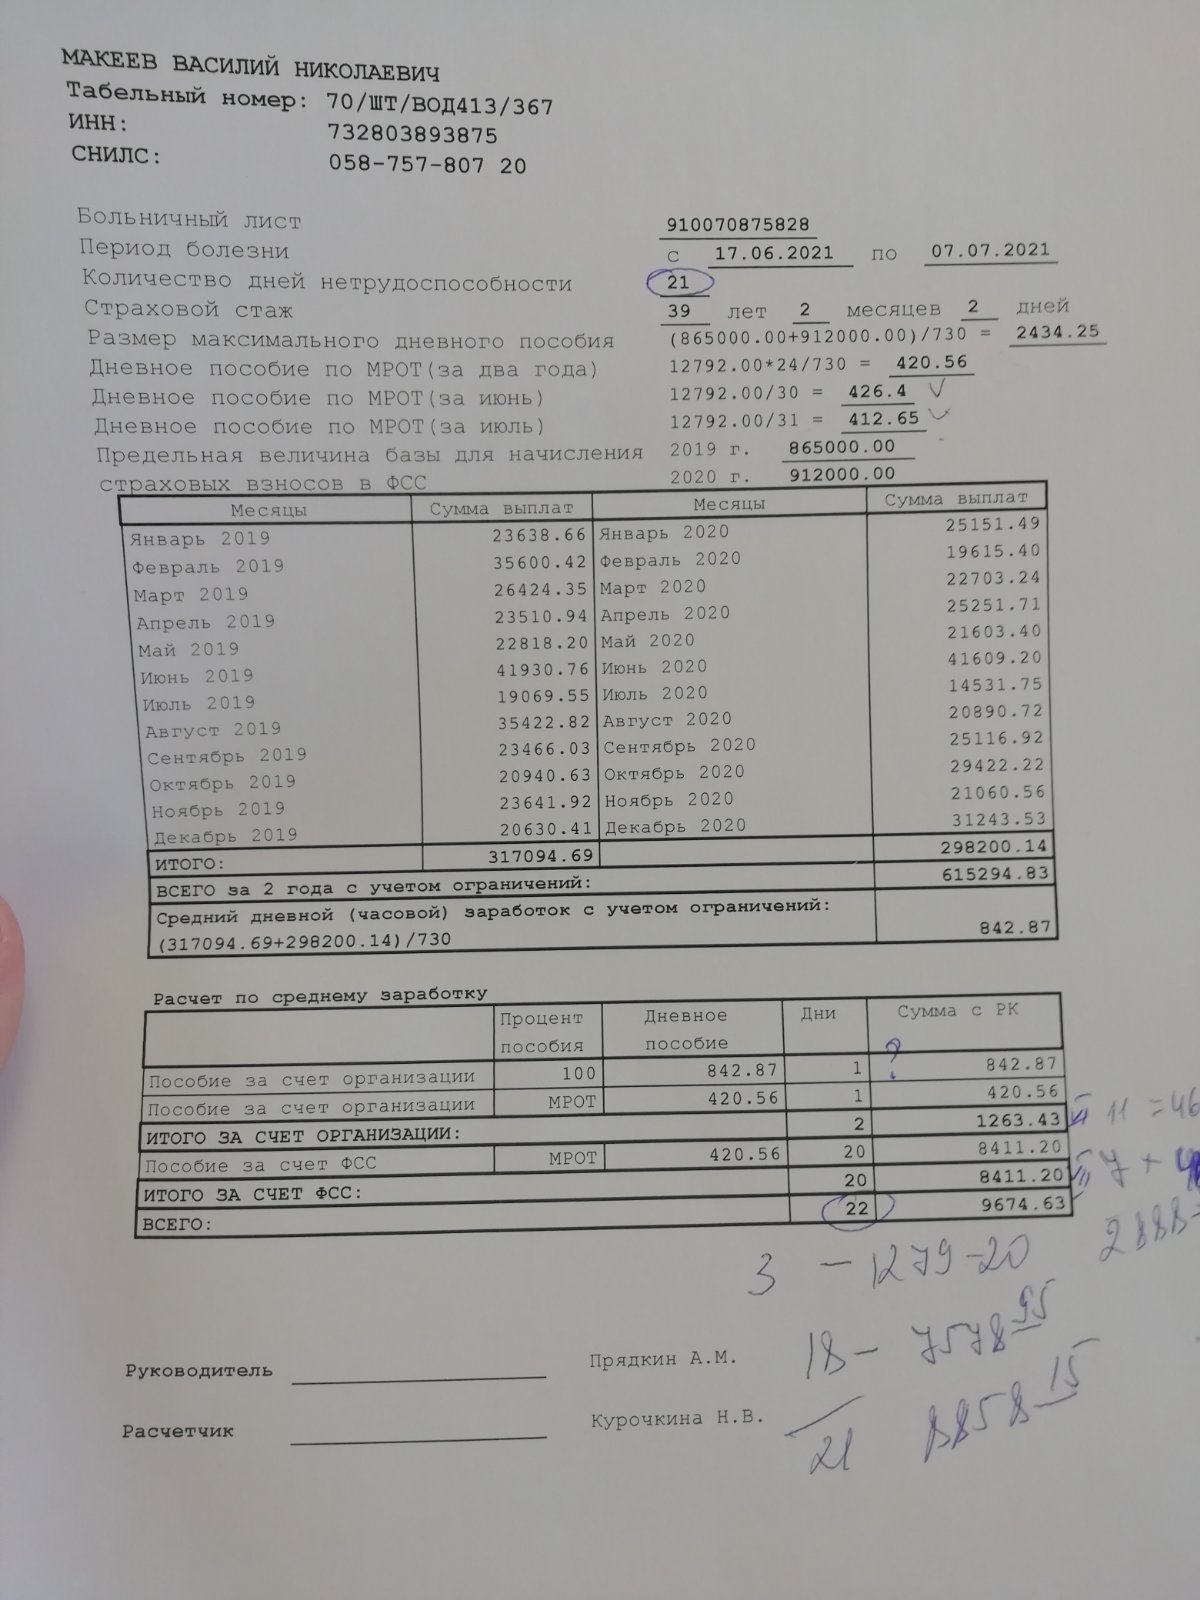 МАКЕЕВ ВАСИЛИЙ НИКОЛАЕВИЧ
Табельный номер: 70/ШТ/ВОД413/367
ИНН: 732803893875
СНИЛС: 058-757-807 20
Больничный лист 910070875828
Период болезни с 17.06.2021 по 07.07.2021
Количество дней нетрудоспособности 21
Страховой стаж 39 лет 2 месяцев 2 дней
Размер максимального дневного пособия (865000.00+912000.00)/730 = 2434.25
Дневное пособие по МРОТ(за два года) 12792.00*24/730 = 420.56
Дневное пособие по МРОТ(за июнь) 12792.00/30 = 426.4
Дневное пособие по МРОТ(за июль) 12792.00/31 = 412.65
Предельная величина базы для начисления 2019 г. 865000.00
страховых взносов в ФСС 2020 г. 912000.00
Месяцы Сумма выплат Месяцы Сумма выплат
Январь 2019 23638.66 Январь 2020 25151.49
Февраль 2019 35600.42 Февраль 2020 19615.40
Март 2019 26424.35 Март 2020 22703.24
Апрель 2019 23510.94 Апрель 2020 25251.71
Май 2019 22818.20 Май 2020 21603.40
Июнь 2019 41930.76 Июнь 2020 41609.20
Июль 2019 19069.55 Июль 2020 14531.75
Август 2019 35422.82 Август 2020 20890.72
Сентябрь 2019 23466.03 Сентябрь 2020 25116.92
Октябрь 2019 20940.63 Октябрь 2020 29422.22
Ноябрь 2019 23641.92 Ноябрь 2020 21060.56
Декабрь 2019 20630.41 Декабрь 2020 31243.53
ИТОГО: 317094.69 298200.14
ВСЕГО за 2 года с учетом ограничений: 615294.83
Средний дневной (часовой) заработок с учетом ограничений:
(317094.69+298200.14)/730 842.87
Расчет по среднему заработку
Процент Дневное Дни Сумма с РК
пособия пособие
?
Пособие за счет организации 100 842.87 1 842.87
Пособие за счет организации МРОТ 420.56 1 420.56
ИТОГО ЗА СЧЕТ ОРГАНИЗАЦИИ: 2 1263.43 11 = 46
Пособие за счет ФСС МРОТ 420.56 20 8411.20
ИТОГО ЗА СЧЕТ ФСС: 20 8411.20 7 ×
ВСЕГО: 22 9674.63
2888-
3 - 1279-20
18 - 7578 95
21 8858 15
Руководитель Прядкин А.М.
Расчетчик Курочкина Н.В.